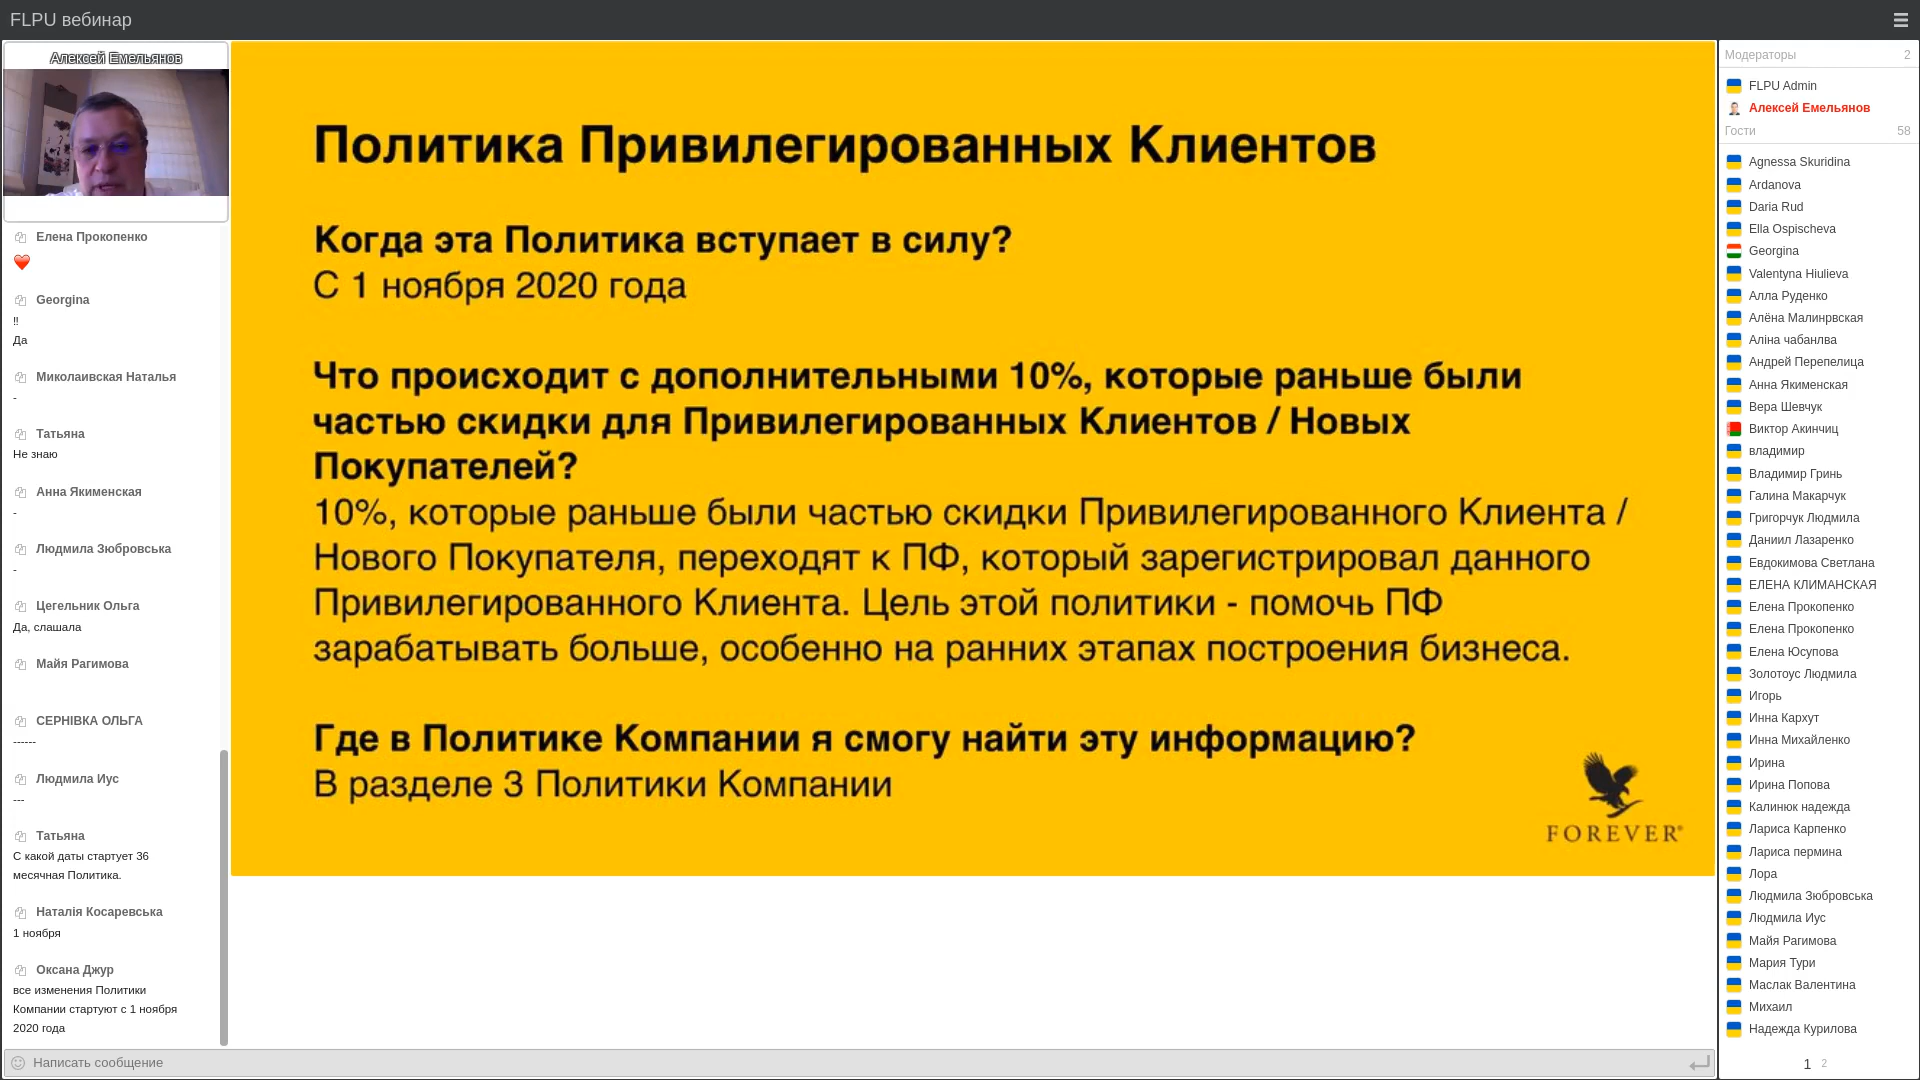 FLPU вебинар
Алексей Емельянов
Елена Прокопенко
Georgina
!!
Да
Миколаивская Наталья
-
Татьяна
Не знаю
Анна Якименская
-
Людмила Зюбровська
-
Цегельник Ольга
Да, слашала
Майя Рагимова
СЕРНІВКА ОЛЬГА
------
Людмила Иус
---
Татьяна
С какой даты стартует 36
месячная Политика.
Наталія Косаревська
1 ноября
Оксана Джур
все изменения Политики
Компании стартуют с 1 ноября
2020 года
Написать сообщение
Политика Привилегированных Клиентов
Когда эта Политика вступает в силу?
С 1 ноября 2020 года
Что происходит с дополнительными 10%, которые раньше были
частью скидки для Привилегированных Клиентов / Новых
Покупателей?
10%, которые раньше были частью скидки Привилегированного Клиента /
Нового Покупателя, переходят к ПФ, который зарегистрировал данного
Привилегированного Клиента. Цель этой политики - помочь ПФ
зарабатывать больше, особенно на ранних этапах построения бизнеса.
Где в Политике Компании я смогу найти эту информацию?
В разделе 3 Политики Компании
FOREVER®
Модераторы 2
FLPU Admin
Алексей Емельянов
Гости 58
Agnessa Skuridina
Ardanova
Daria Rud
Ella Ospischeva
Georgina
Valentyna Hiulieva
Алла Руденко
Алёна Малинрвская
Аліна чабанлва
Андрей Перепелица
Анна Якименская
Вера Шевчук
Виктор Акинчиц
владимир
Владимир Гринь
Галина Макарчук
Григорчук Людмила
Даниил Лазаренко
Евдокимова Светлана
ЕЛЕНА КЛИМАНСКАЯ
Елена Прокопенко
Елена Прокопенко
Елена Юсупова
Золотоус Людмила
Игорь
Инна Кархут
Инна Михайленко
Ирина
Ирина Попова
Калинюк надежда
Лариса Карпенко
Лариса пермина
Лора
Людмила Зюбровська
Людмила Иус
Майя Рагимова
Мария Тури
Маслак Валентина
Михаил
Надежда Курилова
1 2